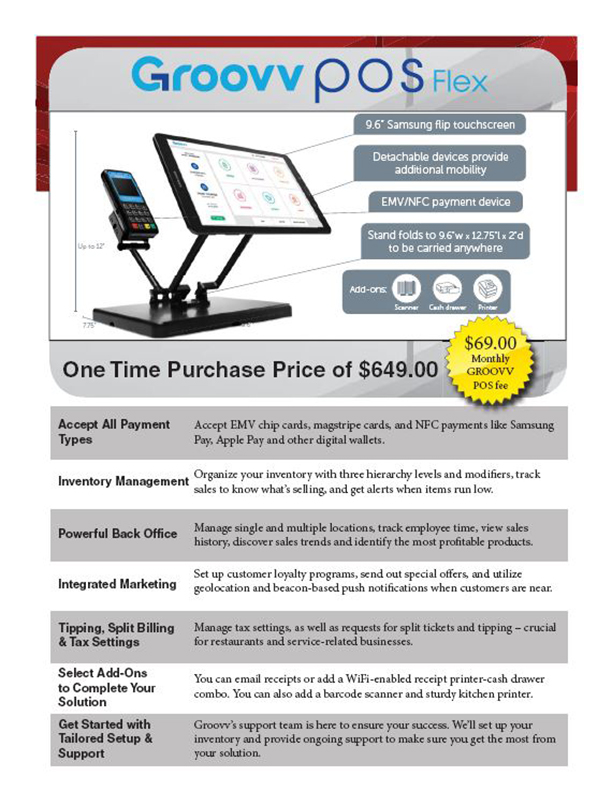 Groovv POS Flex
9.6" Samsung flip touchscreen
Detachable devices provide
additional mobility
EMV/NFC payment device
Stand folds to 9.6"w x 12.75"l x 2"d
to be carried anywhere
Up to 12"
7.75"
Add-ons:
Scanner Cash drawer Printer
One Time Purchase Price of $649.00
$69.00
Monthly
GROOVV
POS fee
Accept All Payment
Types
Accept EMV chip cards, magstripe cards, and NFC payments like Samsung
Pay, Apple Pay and other digital wallets.
Inventory Management
Organize your inventory with three hierarchy levels and modifiers, track
sales to know what's selling, and get alerts when items run low.
Powerful Back Office
Manage single and multiple locations, track employee time, view sales
history, discover sales trends and identify the most profitable products.
Integrated Marketing
Set up customer loyalty programs, send out special offers, and utilize
geolocation and beacon-based push notifications when customers are near.
Tipping, Split Billing
& Tax Settings
Manage tax settings, as well as requests for split tickets and tipping – crucial
for restaurants and service-related businesses.
Select Add-Ons
to Complete Your
Solution
You can email receipts or add a WiFi-enabled receipt printer-cash drawer
combo. You can also add a barcode scanner and sturdy kitchen printer.
Get Started with
Tailored Setup &
Support
Groovv's support team is here to ensure your success. We'll set up your
inventory and provide ongoing support to make sure you get the most from
your solution.